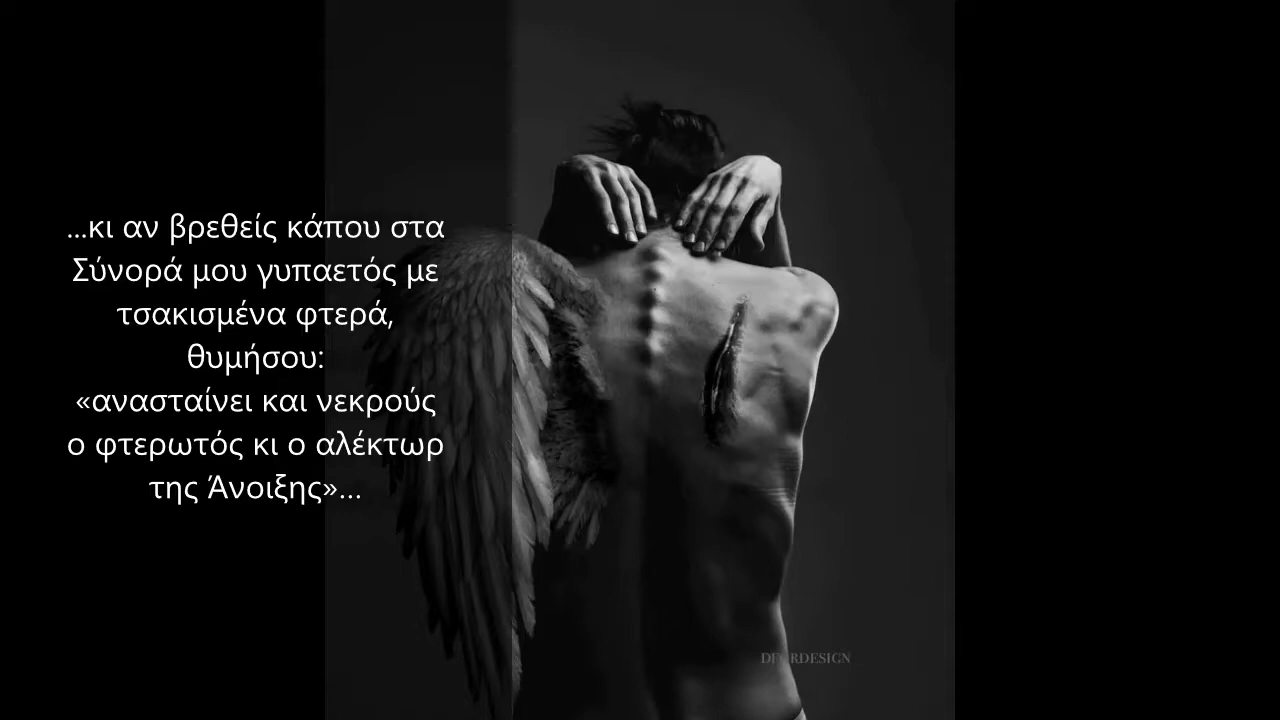 ...κι αν βρεθείς κάπου στα
Σύνορά μου γυπαετός με
τσακισμένα φτερά,
θυμήσου:
«ανασταίνει και νεκρούς
ο φτερωτός κι ο αλέκτωρ
της Άνοιξης»...
DFORDESIGN